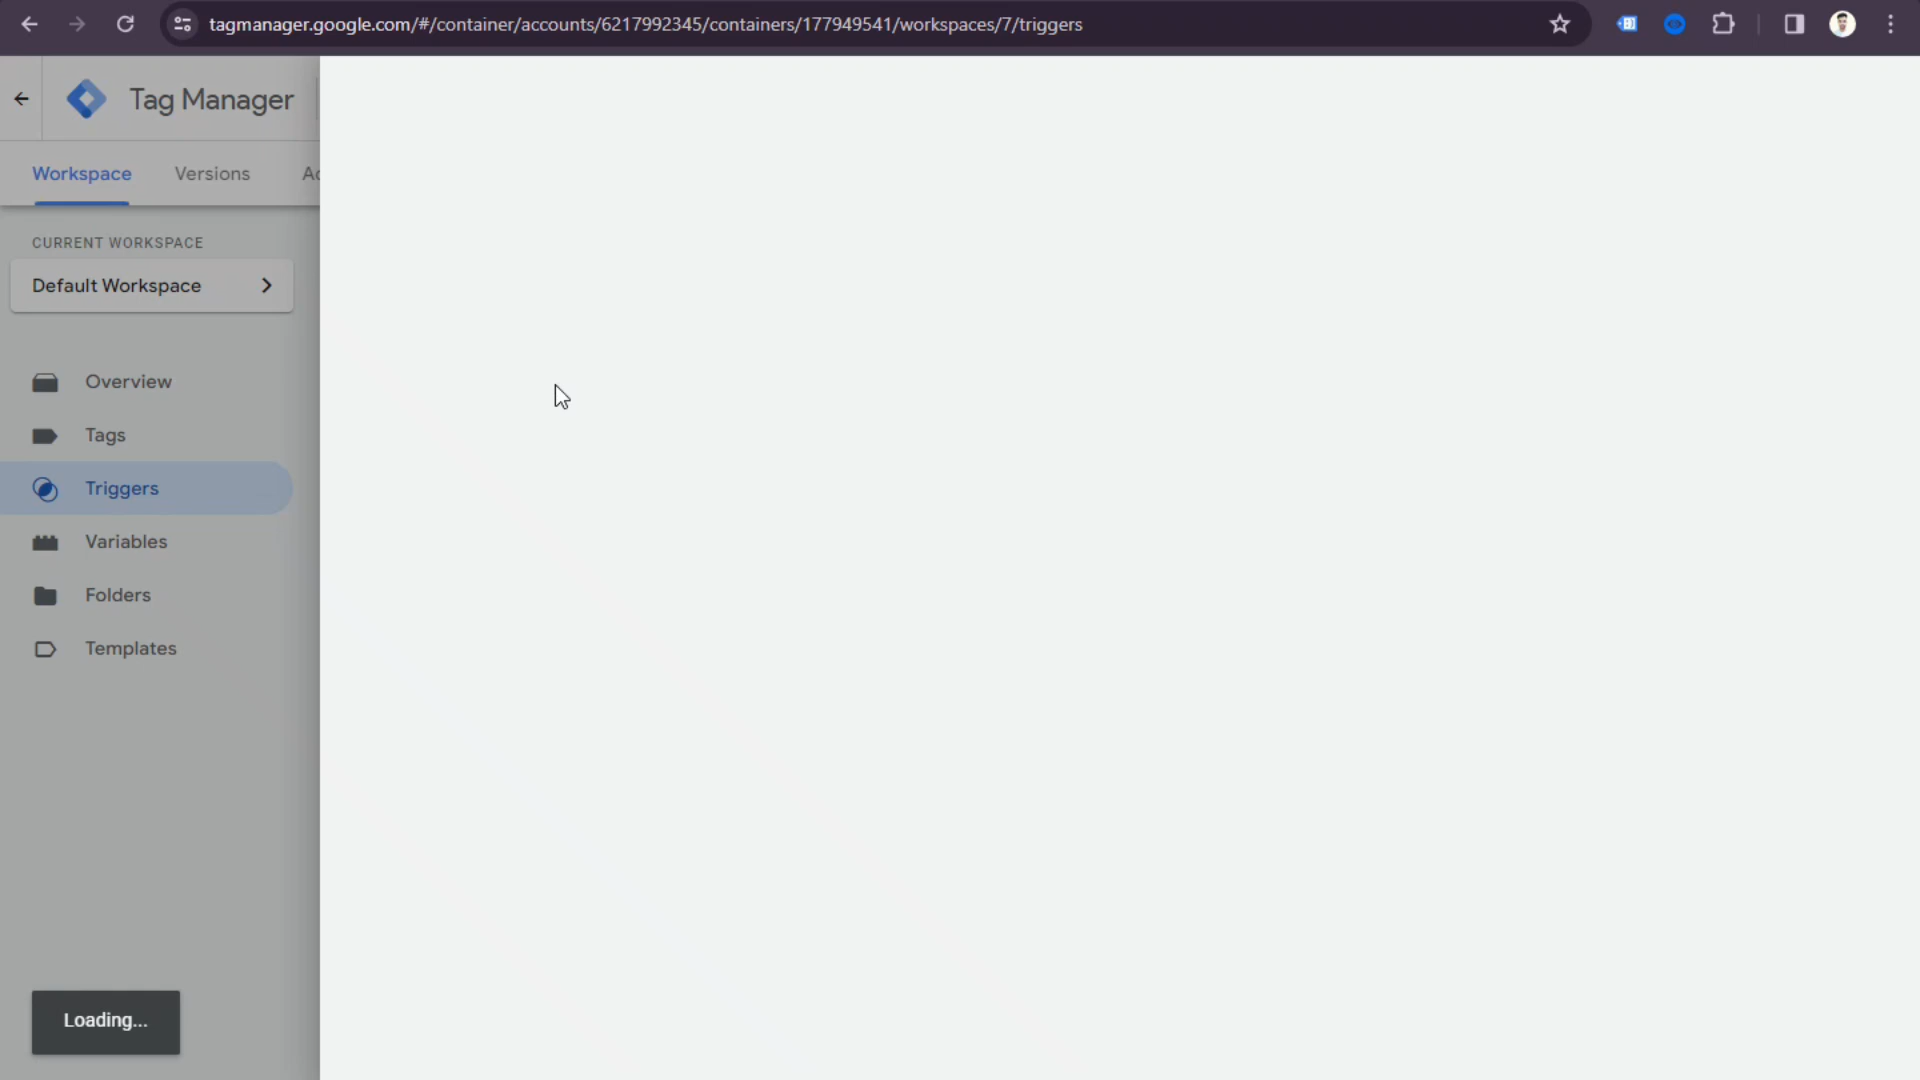 tagmanager.google.com/#/container/accounts/6217992345/containers/177949541/workspaces/7/triggers
Tag Manager
Workspace Versions
CURRENT WORKSPACE
Default Workspace
Overview
Tags
Triggers
Variables
Folders
Templates
Loading...